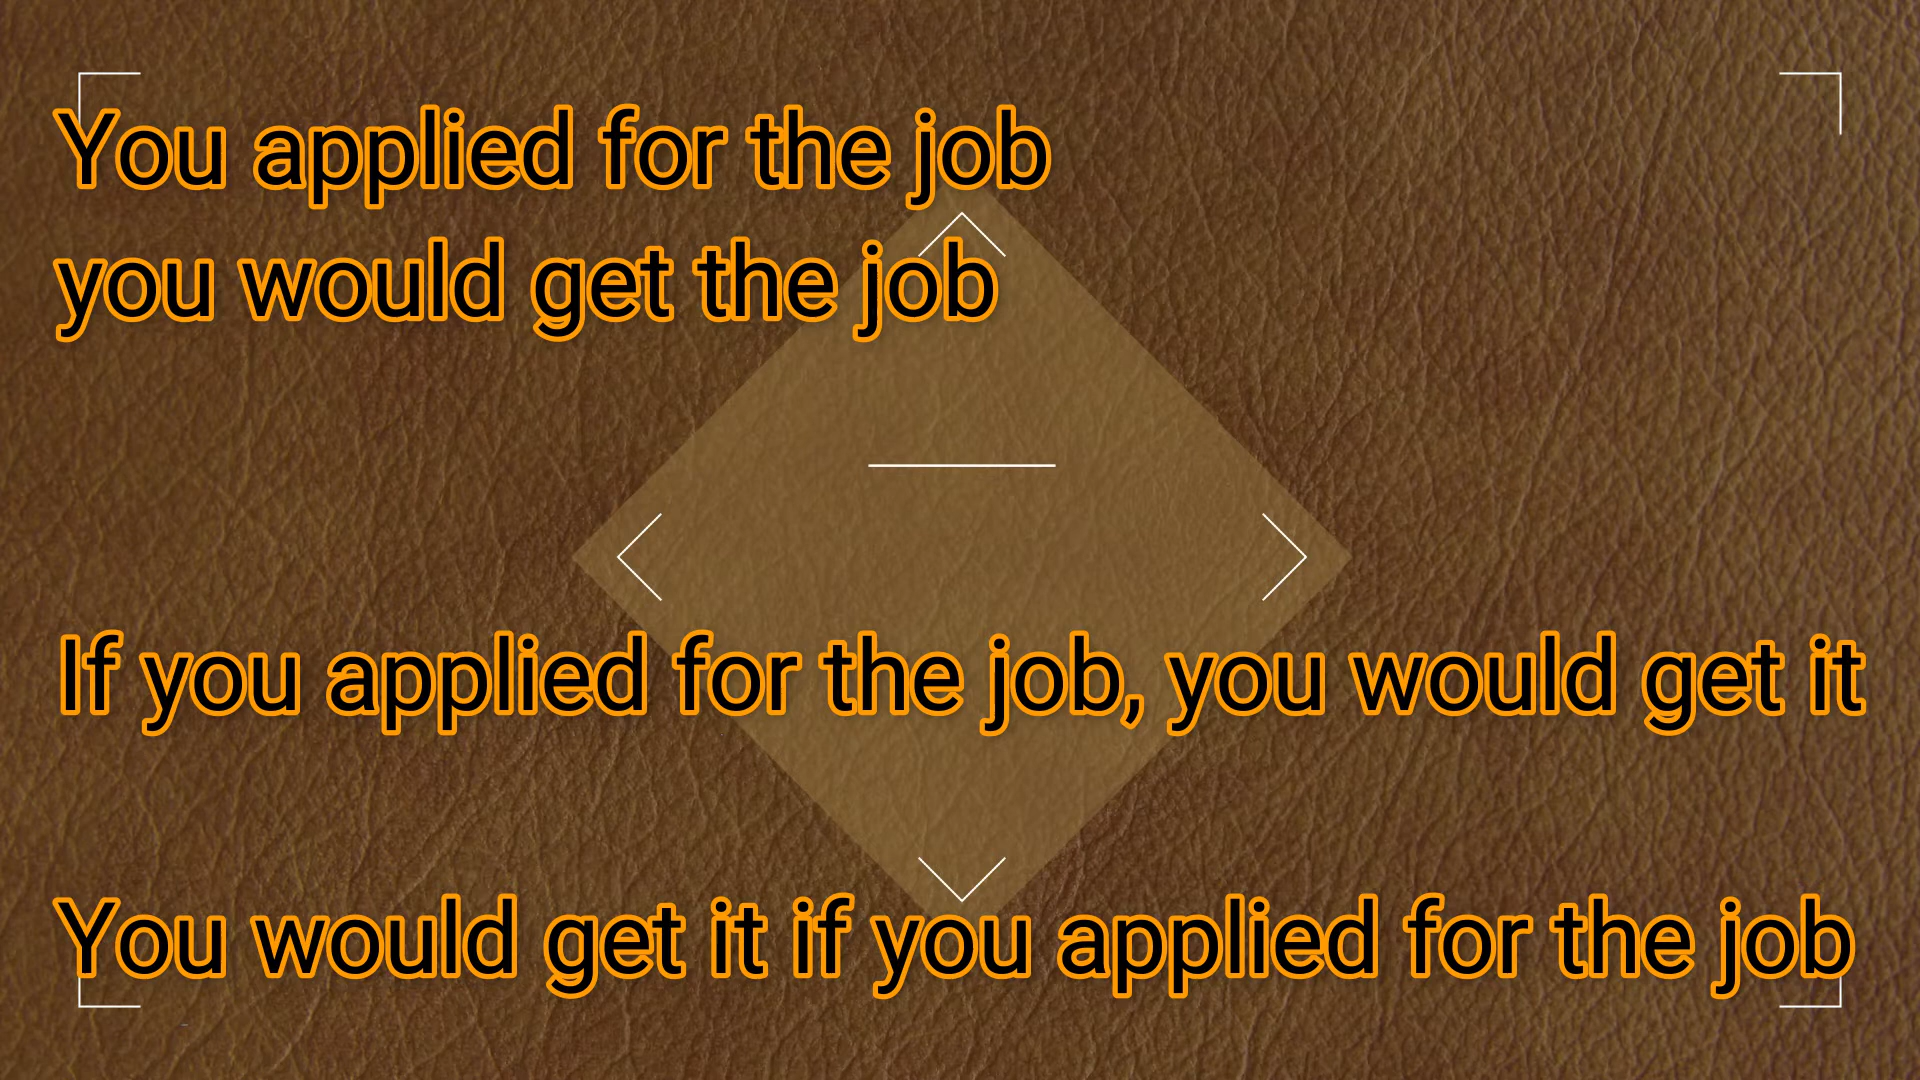 You applied for the job
you would get the job
If you applied for the job, you would get it
You would get it if you applied for the job